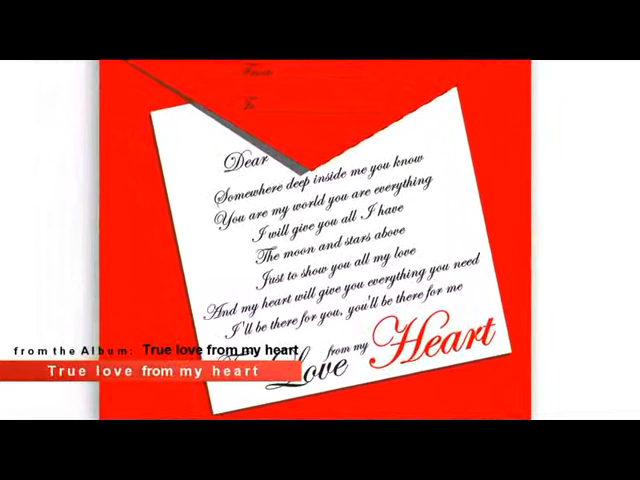 From
To
Dear
Somewhere deep inside me you know
You are my world you are everything
I will give you all I have
The moon and stars above
Just to show you all my love
And my heart will give you everything you need
I'll be there for you, you'll be there for me
Love from my Heart
from the Album: True love from my heart
True love from my heart